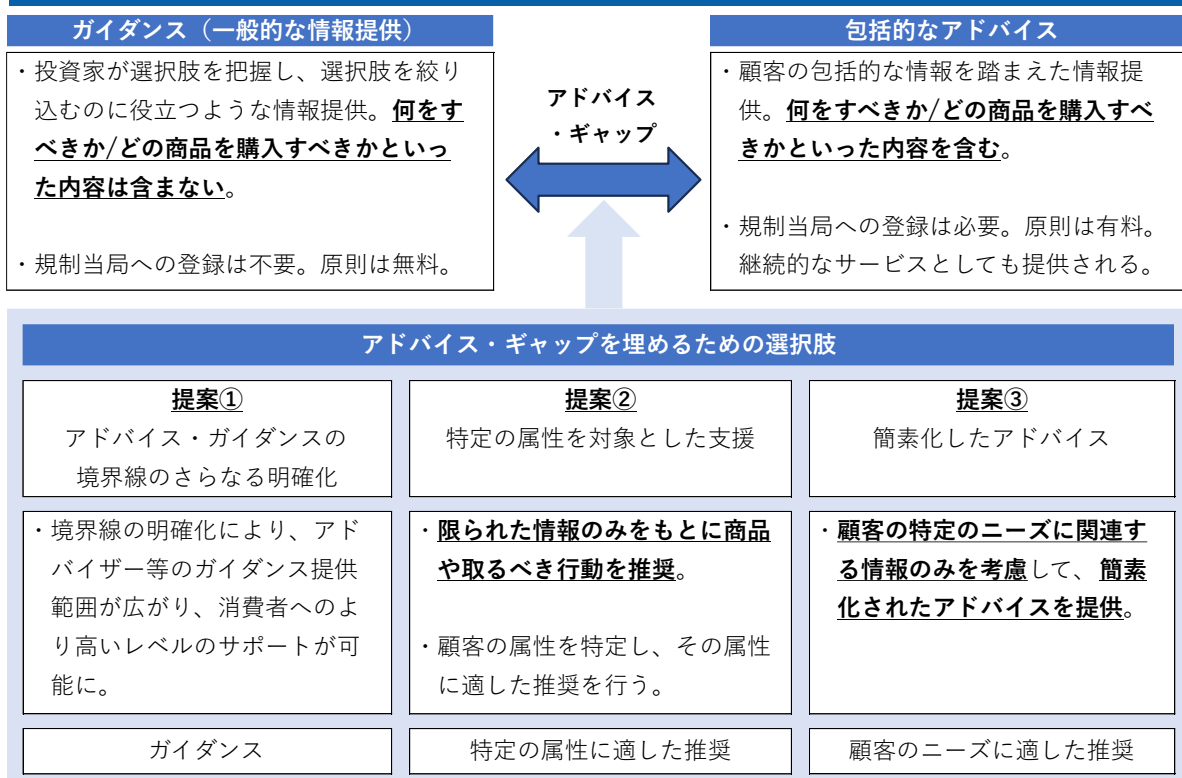 ガイダンス（一般的な情報提供）
・投資家が選択肢を把握し、選択肢を絞り
込むのに役立つような情報提供。何をす
べきか/どの商品を購入すべきかといっ
た内容は含まない。
・規制当局への登録は不要。原則は無料。
アドバイス
・ギャップ
包括的なアドバイス
・顧客の包括的な情報を踏まえた情報提
供。何をすべきか/どの商品を購入すべ
きかといった内容を含む。
・規制当局への登録は必要。原則は有料。
継続的なサービスとしても提供される。
アドバイス・ギャップを埋めるための選択肢
提案①
アドバイス・ガイダンスの
境界線のさらなる明確化
・境界線の明確化により、アド
バイザー等のガイダンス提供
範囲が広がり、消費者へのよ
り高いレベルのサポートが可
能に。
ガイダンス
提案②
特定の属性を対象とした支援
・限られた情報のみをもとに商品
や取るべき行動を推奨。
・顧客の属性を特定し、その属性
に適した推奨を行う。
特定の属性に適した推奨
提案③
簡素化したアドバイス
・顧客の特定のニーズに関連す
る情報のみを考慮して、簡素
化されたアドバイスを提供。
顧客のニーズに適した推奨